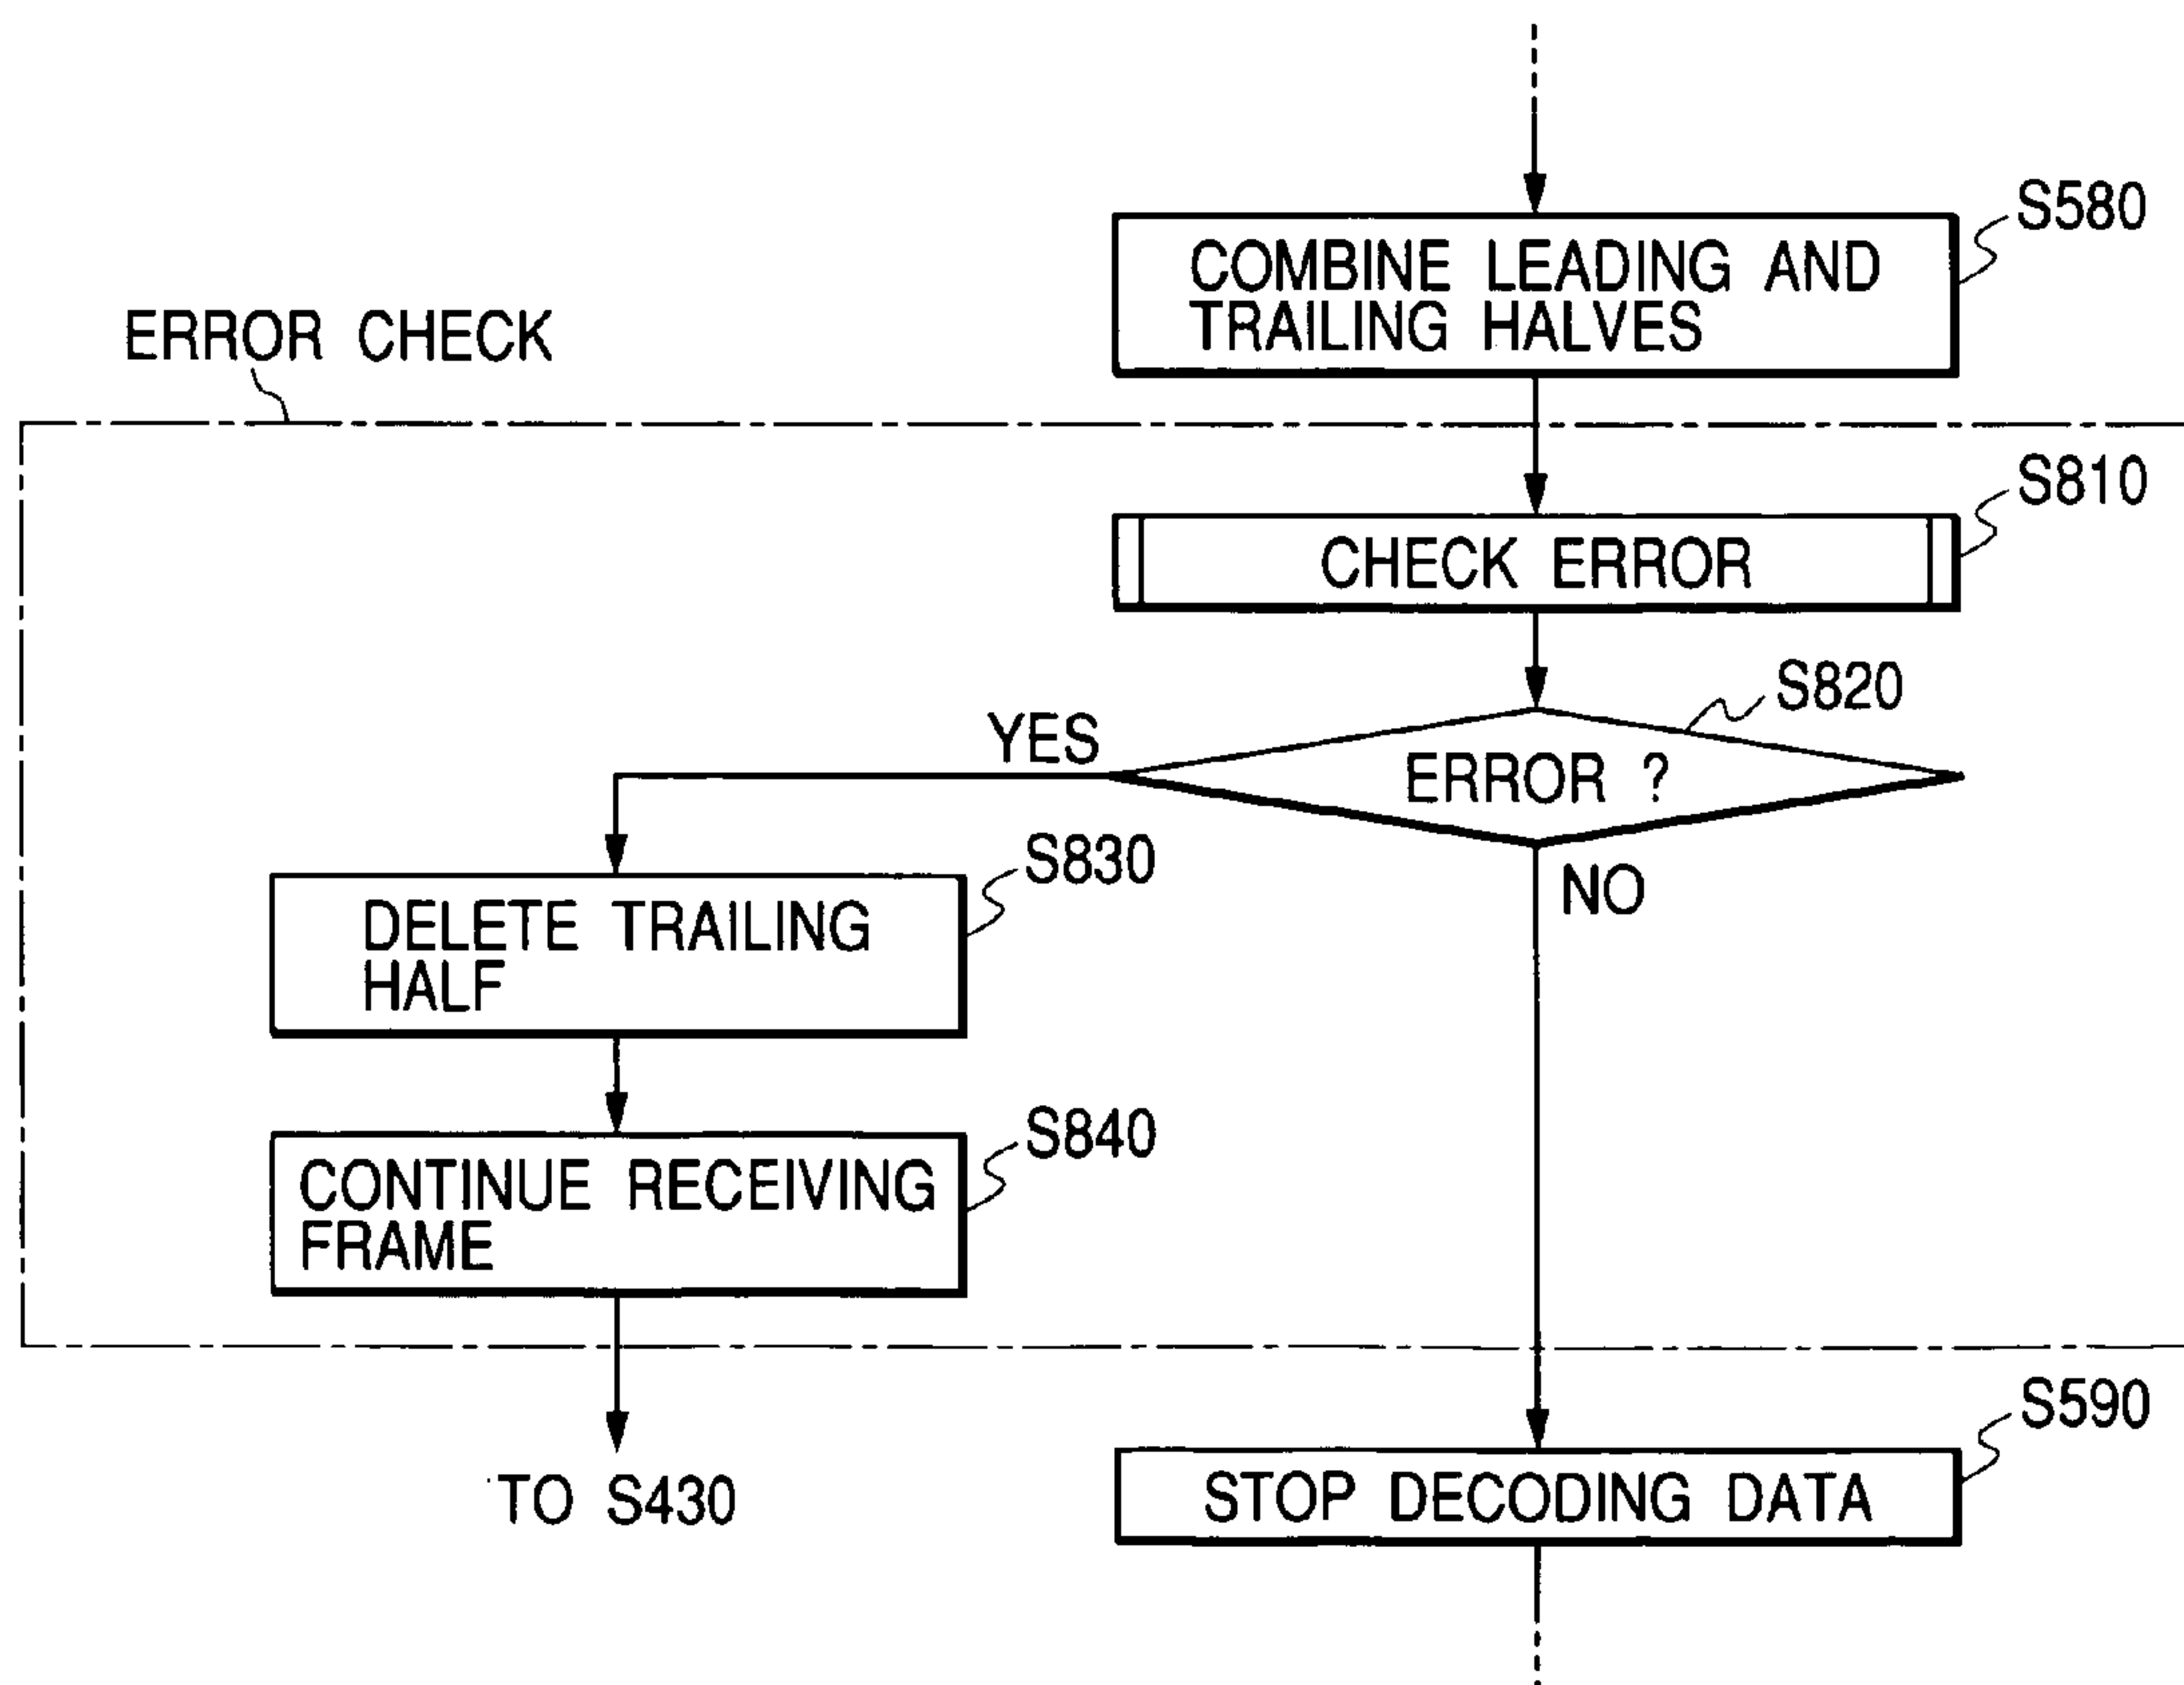 S580
COMBINE LEADING AND
TRAILING HALVES
ERROR CHECK
S810
CHECK ERROR
S820
YES
ERROR ?
S830
NO
DELETE TRAILING
HALF
S840
CONTINUE RECEIVING
FRAME
S590
TO S430
STOP DECODING DATA